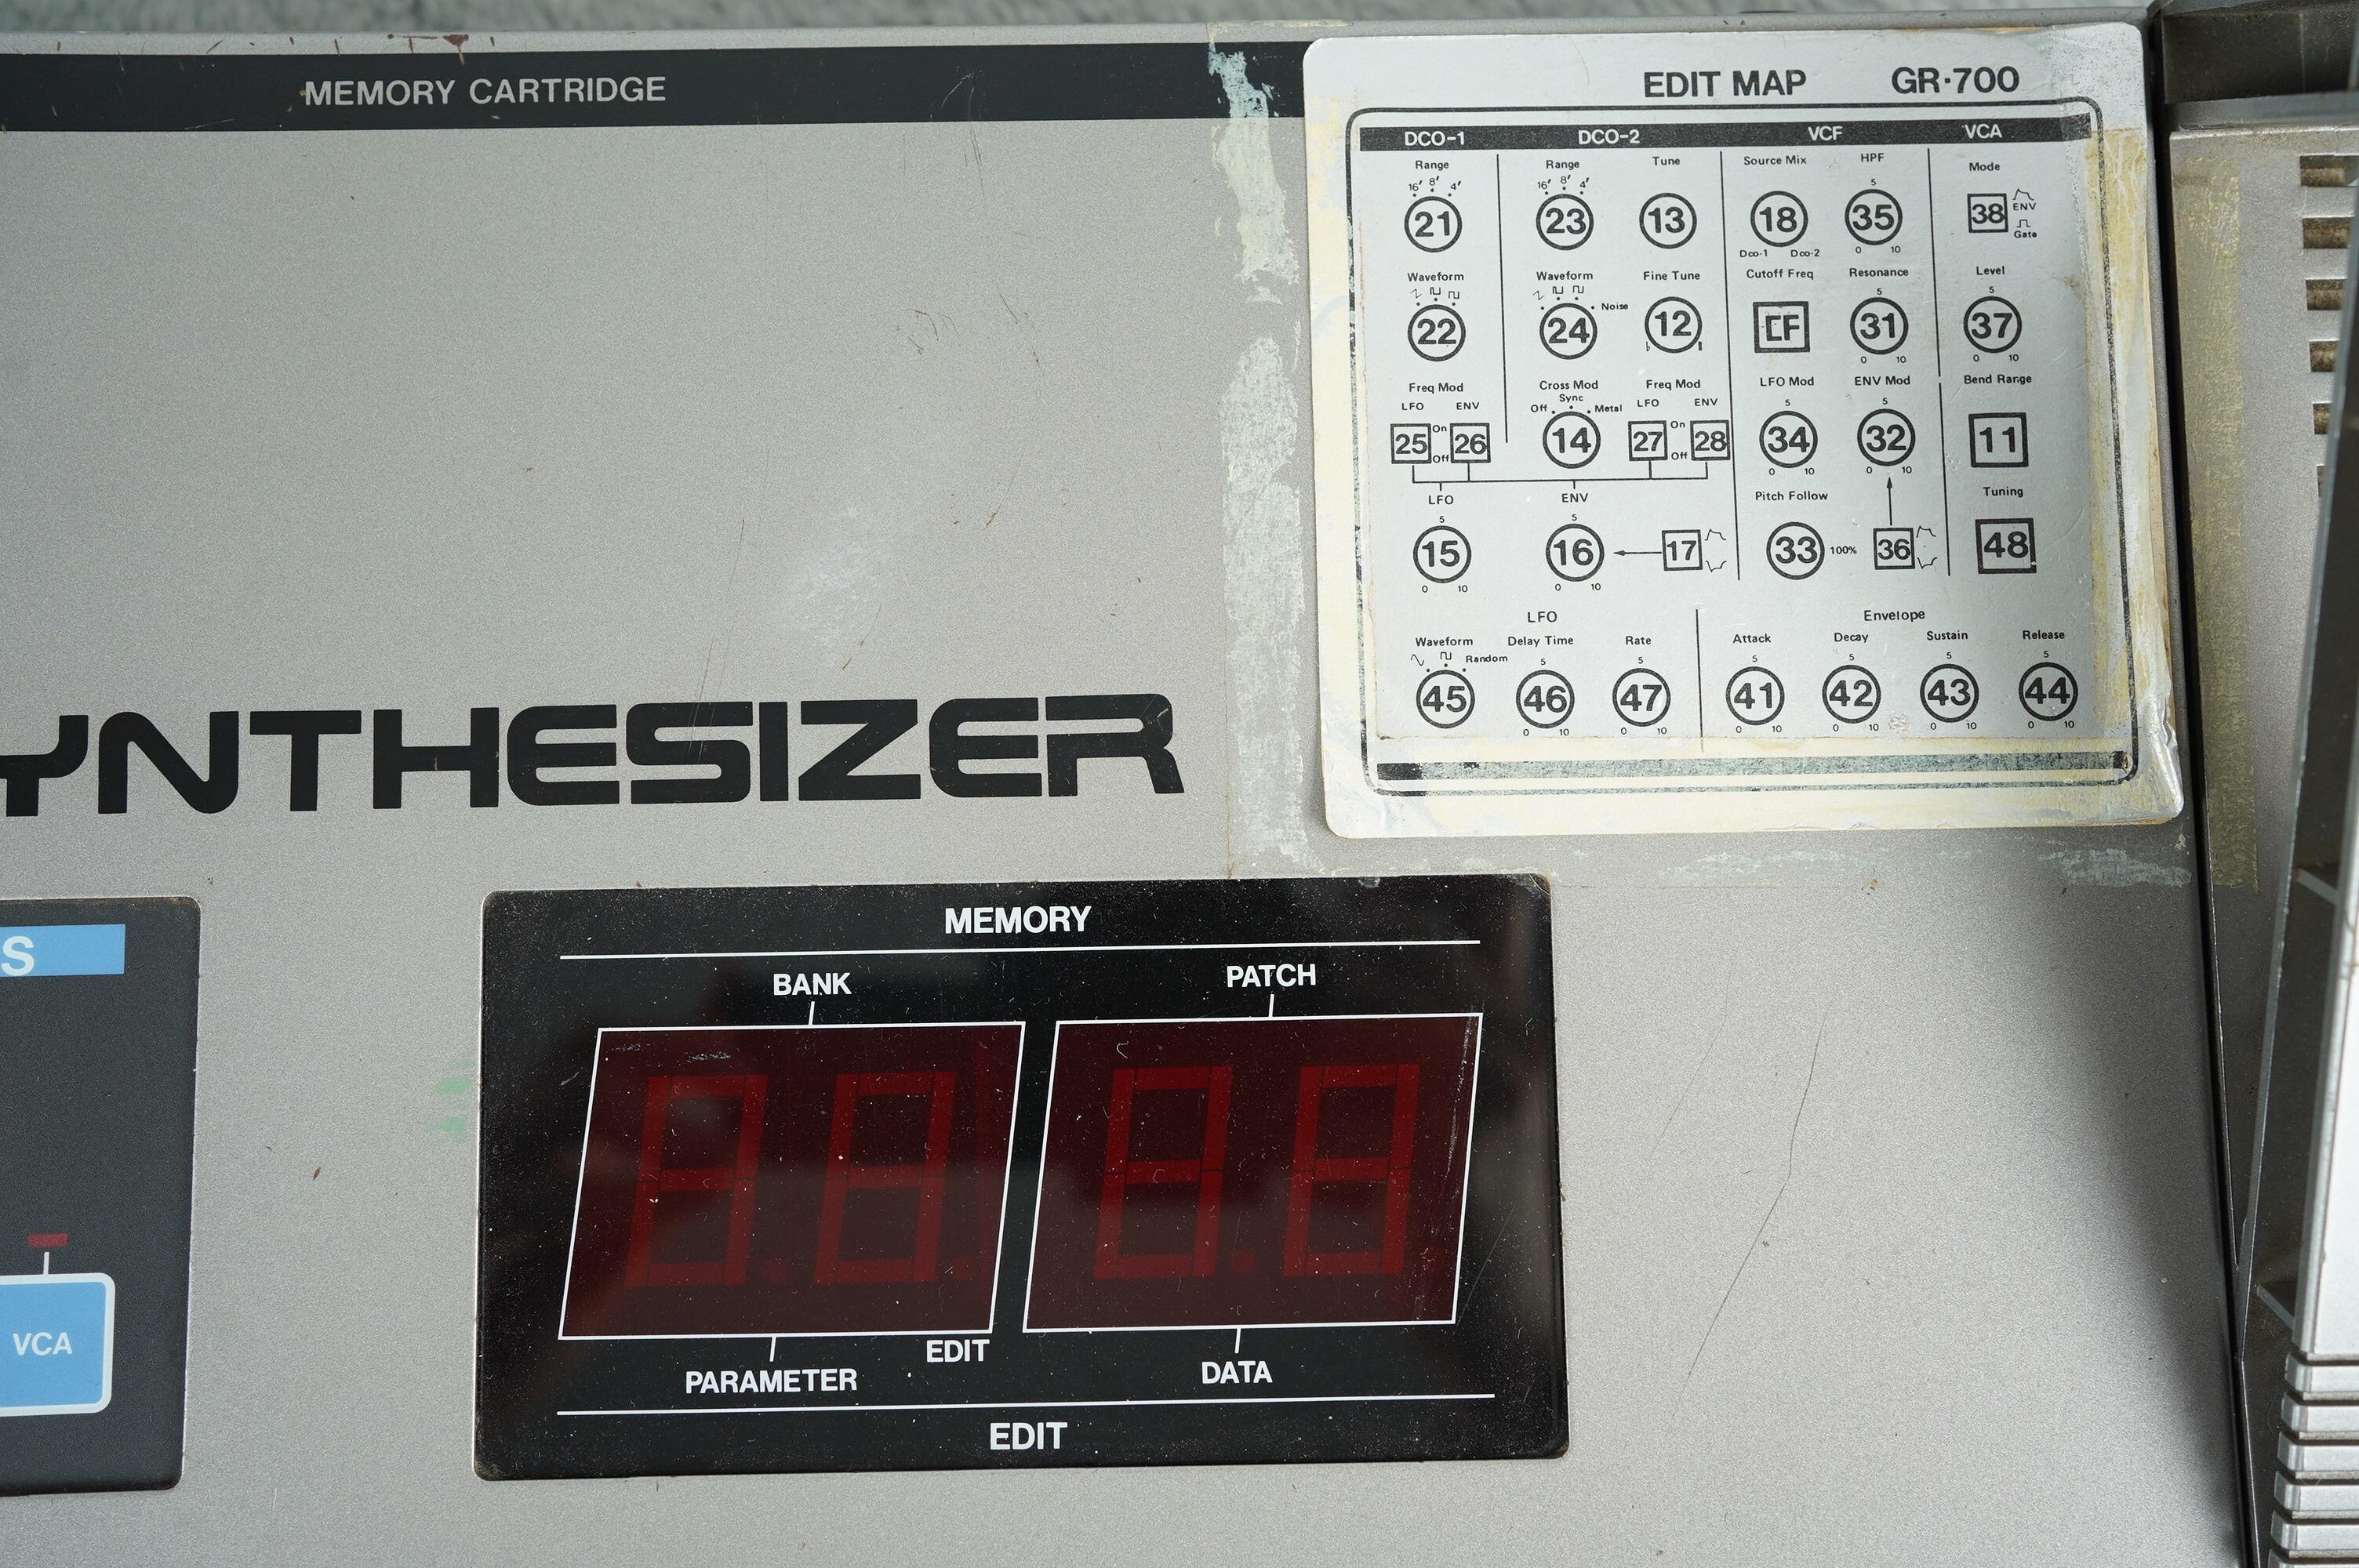 MEMORY CARTRIDGE
EDIT MAP GR·700
DCO-1 DCO-2 VCF VCA
Range Range Tune Source Mix HPF Mode
16' 8' 4' 16' 8' 4' 5
21 23 13 18 35 38 ENV
Gate
Dco-1 Dco-2 0 10
Waveform Waveform Fine Tune Cutoff Freq Resonance Level
Noise 5 5
22 24 12 CF 31 37
0 10 0 10
Freq Mod Cross Mod Freq Mod LFO Mod ENV Mod Bend Range
LFO ENV Off Sync Metal LFO ENV 5 5
25 On Off 26 14 27 On Off 28 34 32 11
0 10 0 10
LFO ENV Pitch Follow Tuning
5 5
15 16 17 33 100% 36 48
0 10 0 10
LFO Envelope
Waveform Delay Time Rate Attack Decay Sustain Release
Random 5 5 5 5 5 5
45 46 47 41 42 43 44
0 10 0 10 0 10 0 10 0 10 0 10
YNTHESIZER
S
VCA
MEMORY
BANK PATCH
PARAMETER EDIT DATA
EDIT